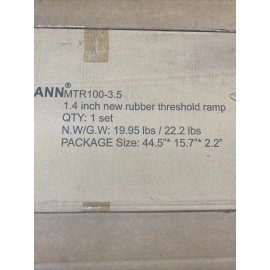 ANN®MTR100-3.5
1.4 inch new rubber threshold ramp
QTY: 1 set
N.W/G.W: 19.95 lbs / 22.2 lbs
PACKAGE Size: 44.5"* 15.7"* 2.2"